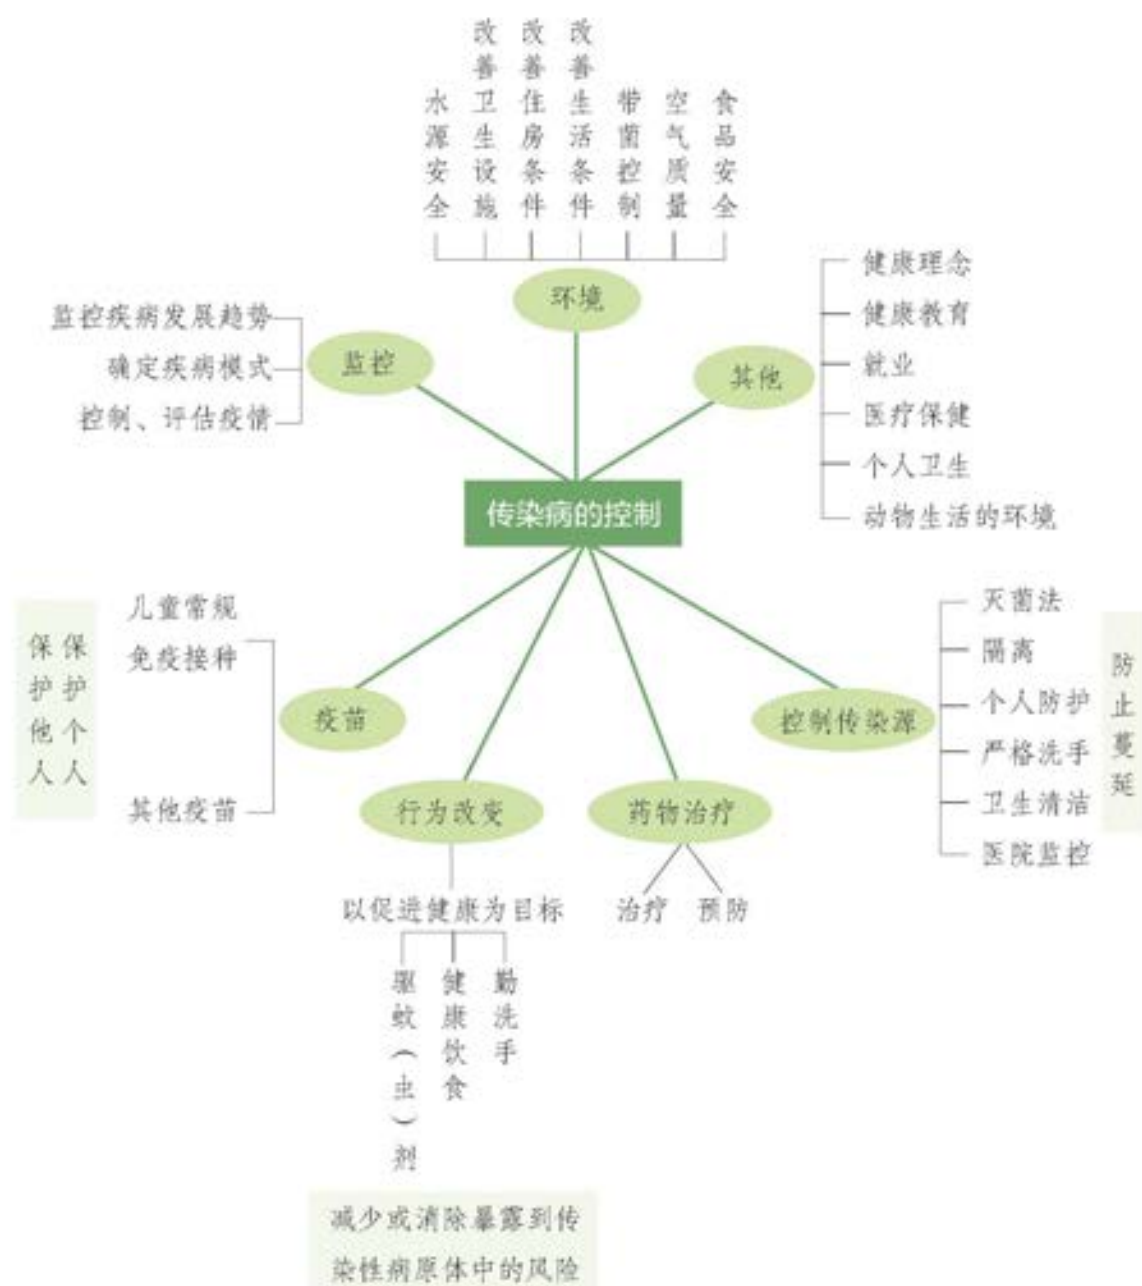 水源安全
改善卫生设施
改善住房条件
改善生活条件
带菌控制
空气质量
食品安全
环境
监控疾病发展趋势
确定疾病模式
控制、评估疫情
监控
其他
健康理念
健康教育
就业
医疗保健
个人卫生
动物生活的环境
传染病的控制
保护个人
保护他人
儿童常规
免疫接种
其他疫苗
疫苗
行为改变
以促进健康为目标
驱蚊（虫）剂
健康饮食
勤洗手
减少或消除暴露到传
染性病原体中的风险
药物治疗
治疗
预防
控制传染源
灭菌法
隔离
个人防护
严格洗手
卫生清洁
医院监控
防止蔓延